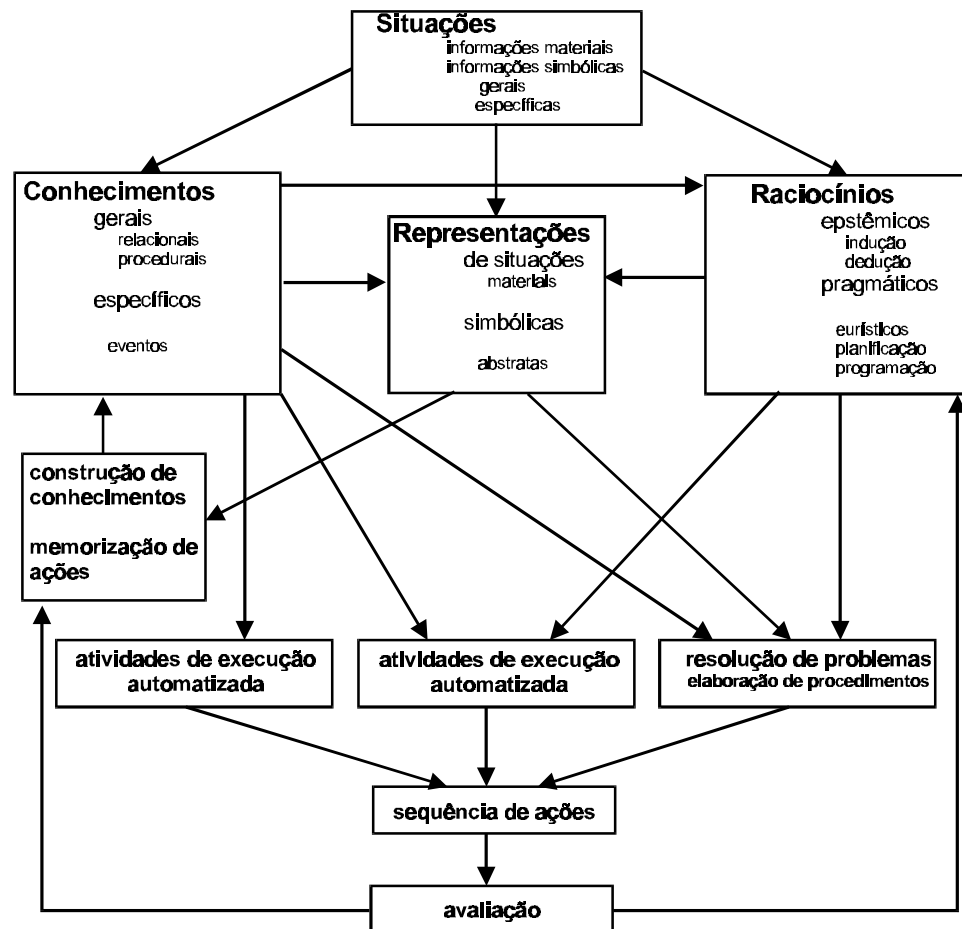 Situações
informações materiais
informações simbólicas
gerais
específicas
Conhecimentos
gerais
relacionais
procedurais
específicos
eventos
Representações
de situações
materiais
simbólicas
abstratas
Raciocínios
epstêmicos
indução
dedução
pragmáticos
eurísticos
planificação
programação
construção de
conhecimentos
memorização de
ações
atividades de execução
automatizada
atividades de execução
automatizada
resolução de problemas
elaboração de procedimentos
sequência de ações
avaliação